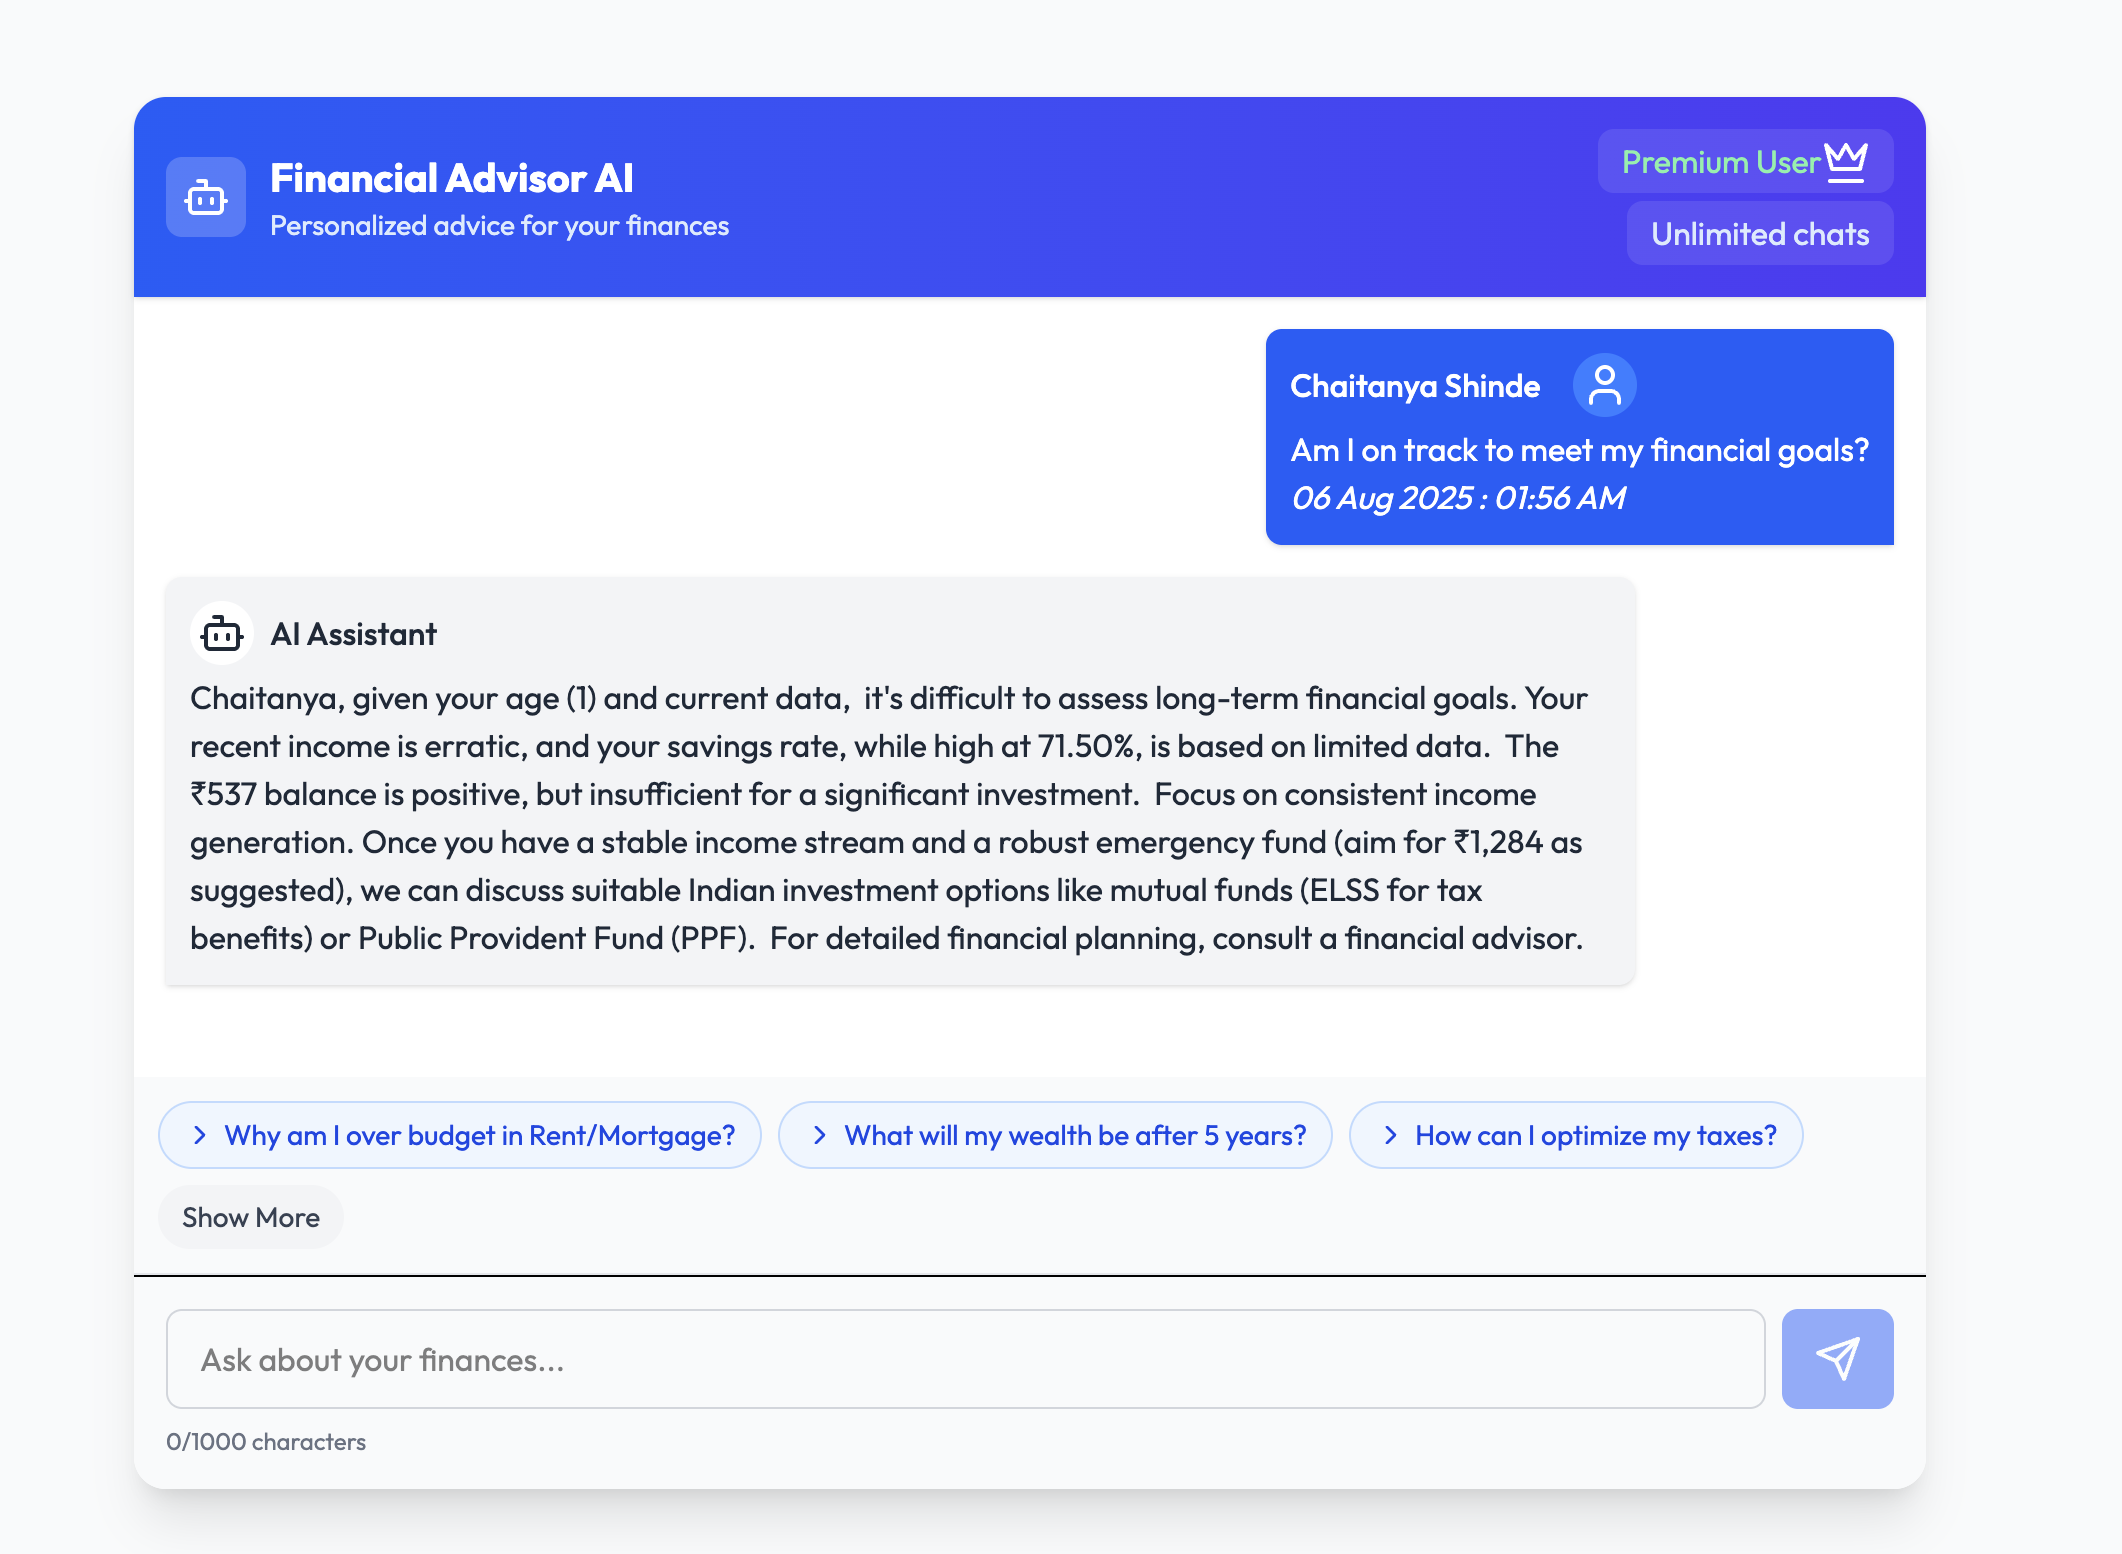 Financial Advisor AI
Personalized advice for your finances
Premium User
Unlimited chats
Chaitanya Shinde
Am I on track to meet my financial goals?
06 Aug 2025 : 01:56 AM
AI Assistant
Chaitanya, given your age (1) and current data,  it's difficult to assess long-term financial goals. Your
recent income is erratic, and your savings rate, while high at 71.50%, is based on limited data.  The
₹537 balance is positive, but insufficient for a significant investment.  Focus on consistent income
generation. Once you have a stable income stream and a robust emergency fund (aim for ₹1,284 as
suggested), we can discuss suitable Indian investment options like mutual funds (ELSS for tax
benefits) or Public Provident Fund (PPF).  For detailed financial planning, consult a financial advisor.
Why am I over budget in Rent/Mortgage?
What will my wealth be after 5 years?
How can I optimize my taxes?
Show More
Ask about your finances...
0/1000 characters